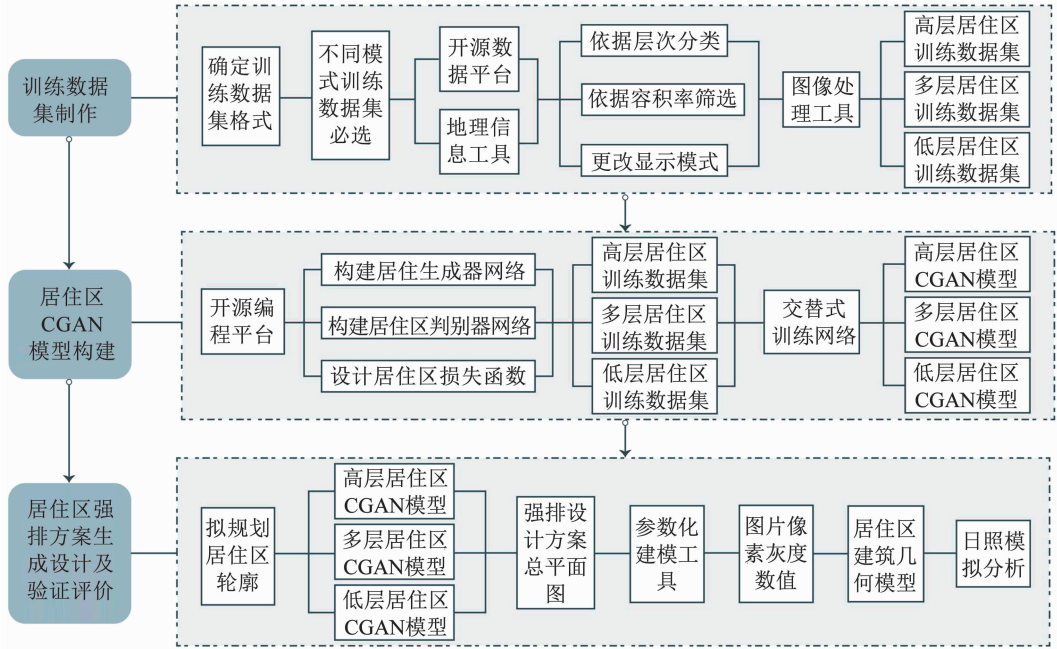 训练数据
集制作
确定训
练数据
集格式
不同模
式训练
数据集
必选
开源数
据平台
地理信
息工具
依据层次分类
依据容积率筛选
更改显示模式
图像处
理工具
高层居住区
训练数据集
多层居住区
训练数据集
低层居住区
训练数据集
居住区
CGAN
模型构建
开源编
程平台
构建居住生成器网络
构建居住区判别器网络
设计居住区损失函数
高层居住区
训练数据集
多层居住区
训练数据集
低层居住区
训练数据集
交替式
训练网络
高层居住区
CGAN模型
多层居住区
CGAN模型
低层居住区
CGAN模型
居住区强
排方案生
成设计及
验证评价
拟规划
居住区
轮廓
高层居住区
CGAN模型
多层居住区
CGAN模型
低层居住区
CGAN模型
强排设
计方案
总平面
图
参数化
建模工
具
图片像
素灰度
数值
居住区
建筑几
何模型
日照模
拟分析